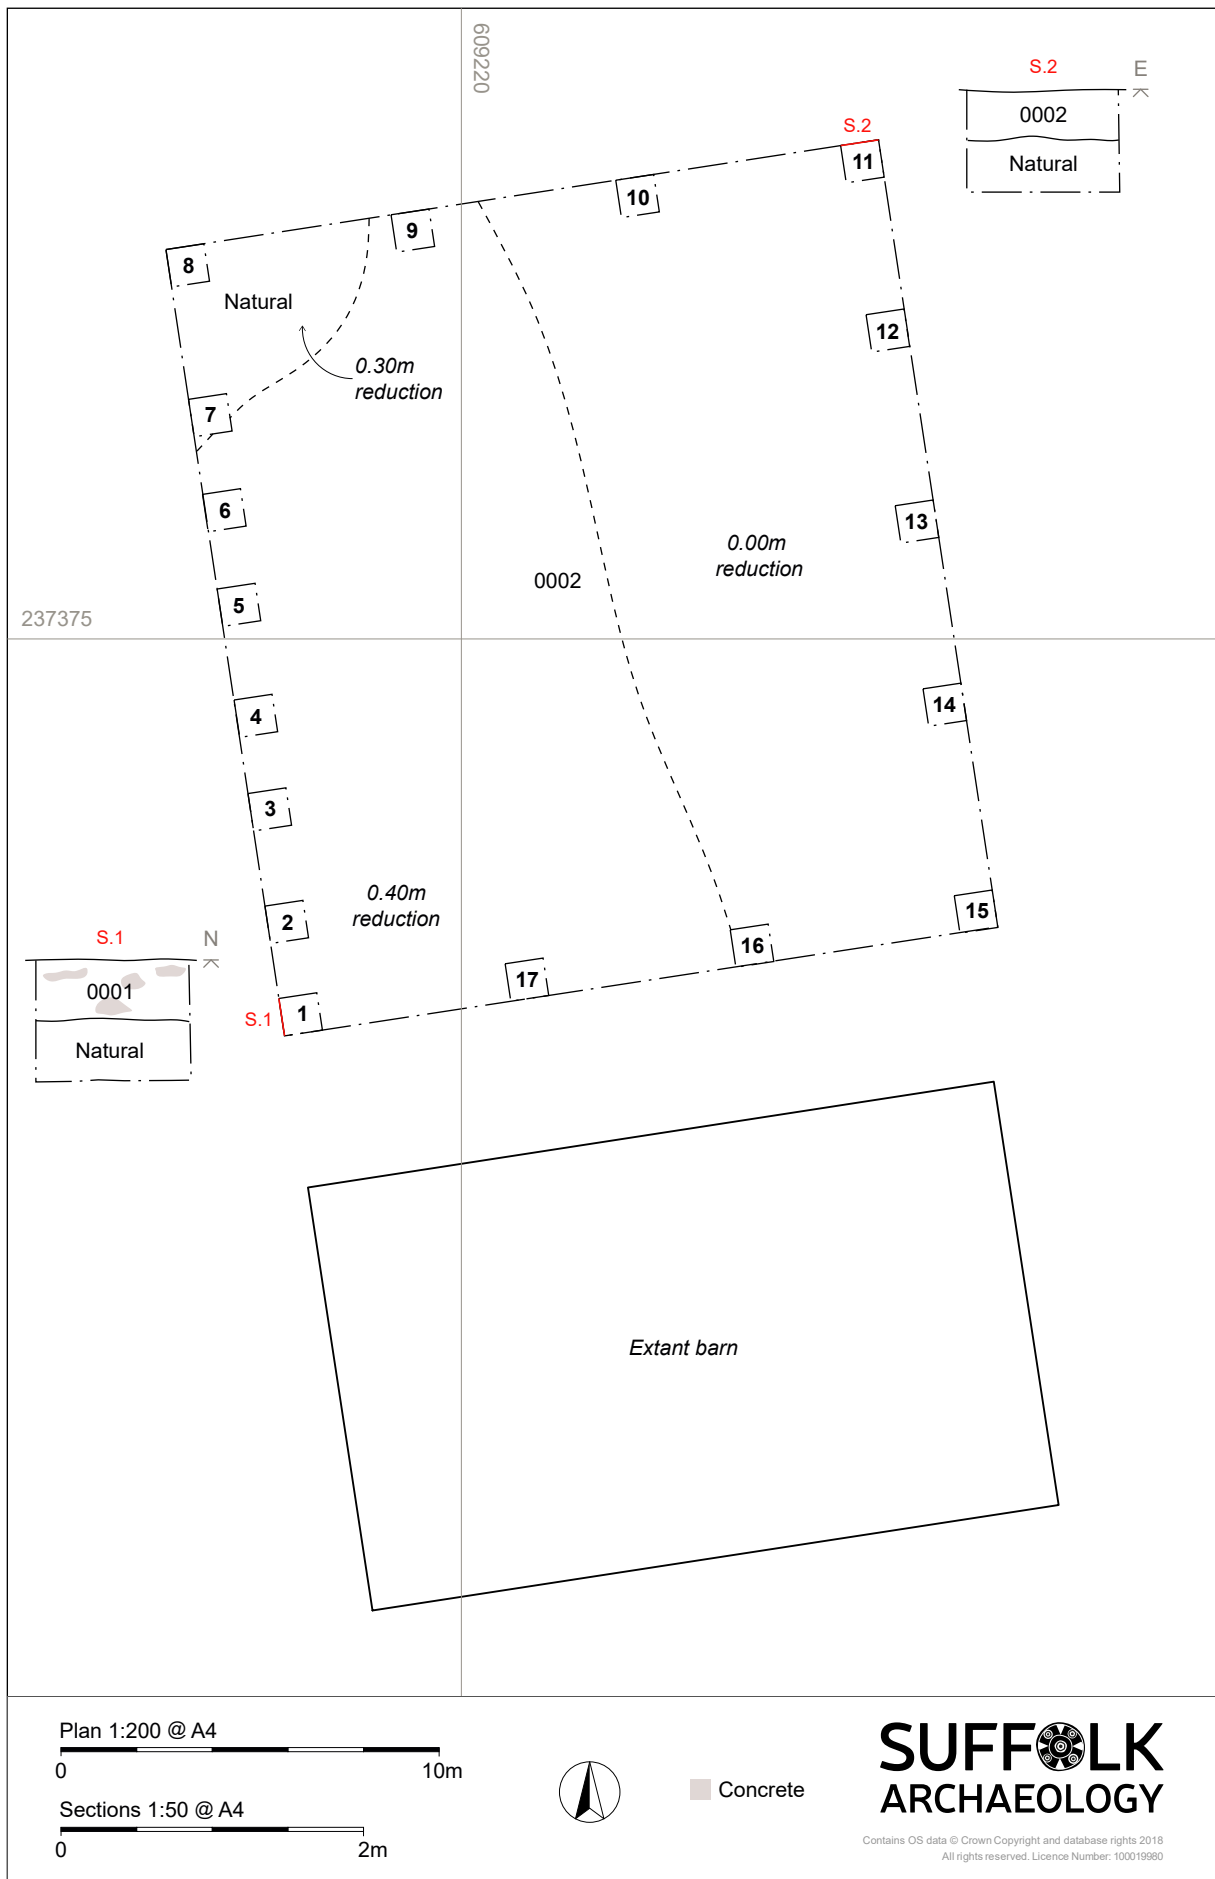 609220
S.2
E
0002
Natural
S.2
11
10
9
8
Natural
12
0.30m
reduction
7
6
13
0.00m
reduction
0002
5
237375
14
4
3
0.40m
reduction
2
15
16
17
S.1
N
0001
Natural
S.1
1
Extant barn
Plan 1:200 @ A4
0
10m
Sections 1:50 @ A4
0
2m
Concrete
SUFFOLK
ARCHAEOLOGY
Contains OS data © Crown Copyright and database rights 2018
All rights reserved. Licence Number: 100019980